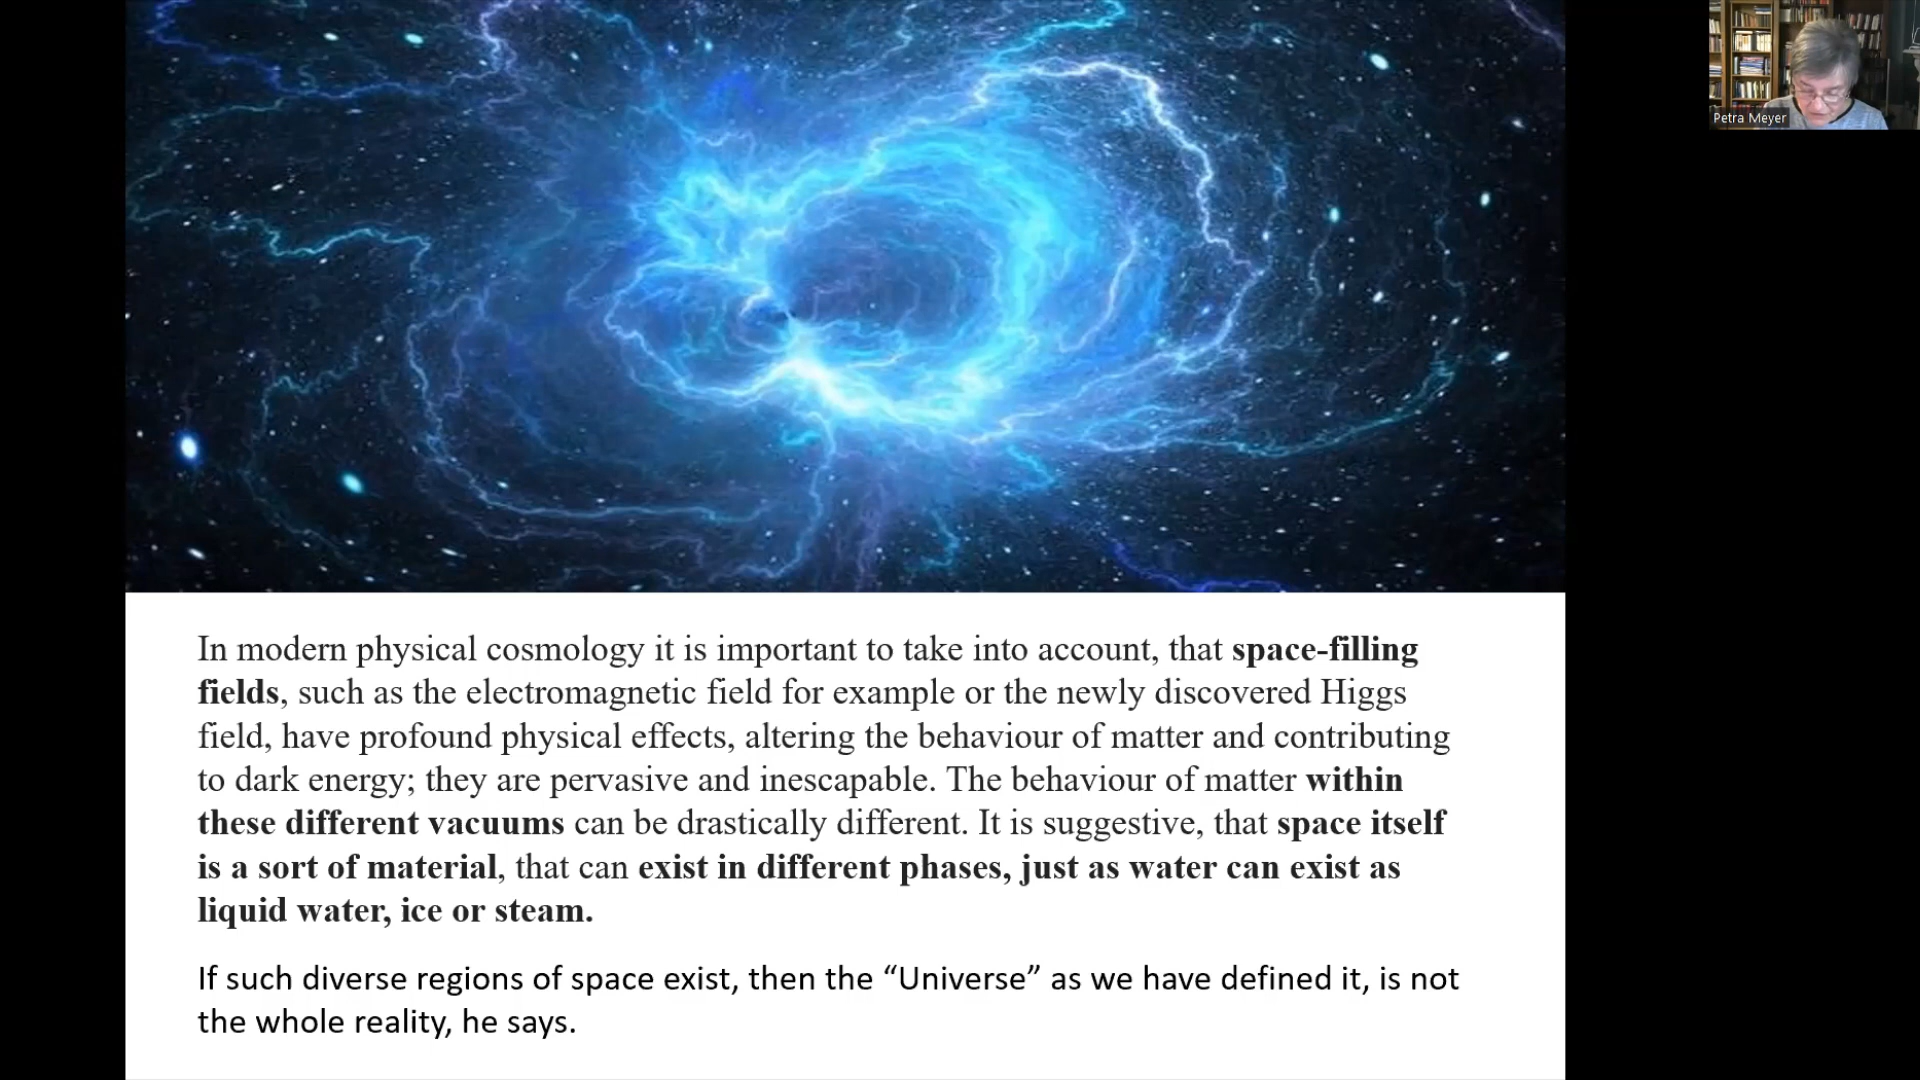 Petra Meyer
In modern physical cosmology it is important to take into account, that space-filling
fields, such as the electromagnetic field for example or the newly discovered Higgs
field, have profound physical effects, altering the behaviour of matter and contributing
to dark energy; they are pervasive and inescapable. The behaviour of matter within
these different vacuums can be drastically different. It is suggestive, that space itself
is a sort of material, that can exist in different phases, just as water can exist as
liquid water, ice or steam.
If such diverse regions of space exist, then the “Universe” as we have defined it, is not
the whole reality, he says.